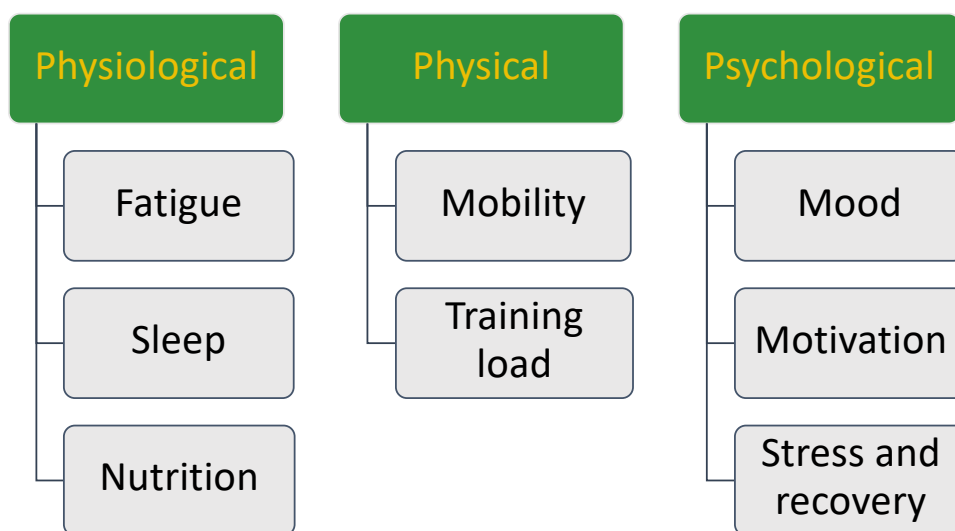 Physiological
Fatigue
Sleep
Nutrition
Physical
Mobility
Training
load
Psychological
Mood
Motivation
Stress and
recovery